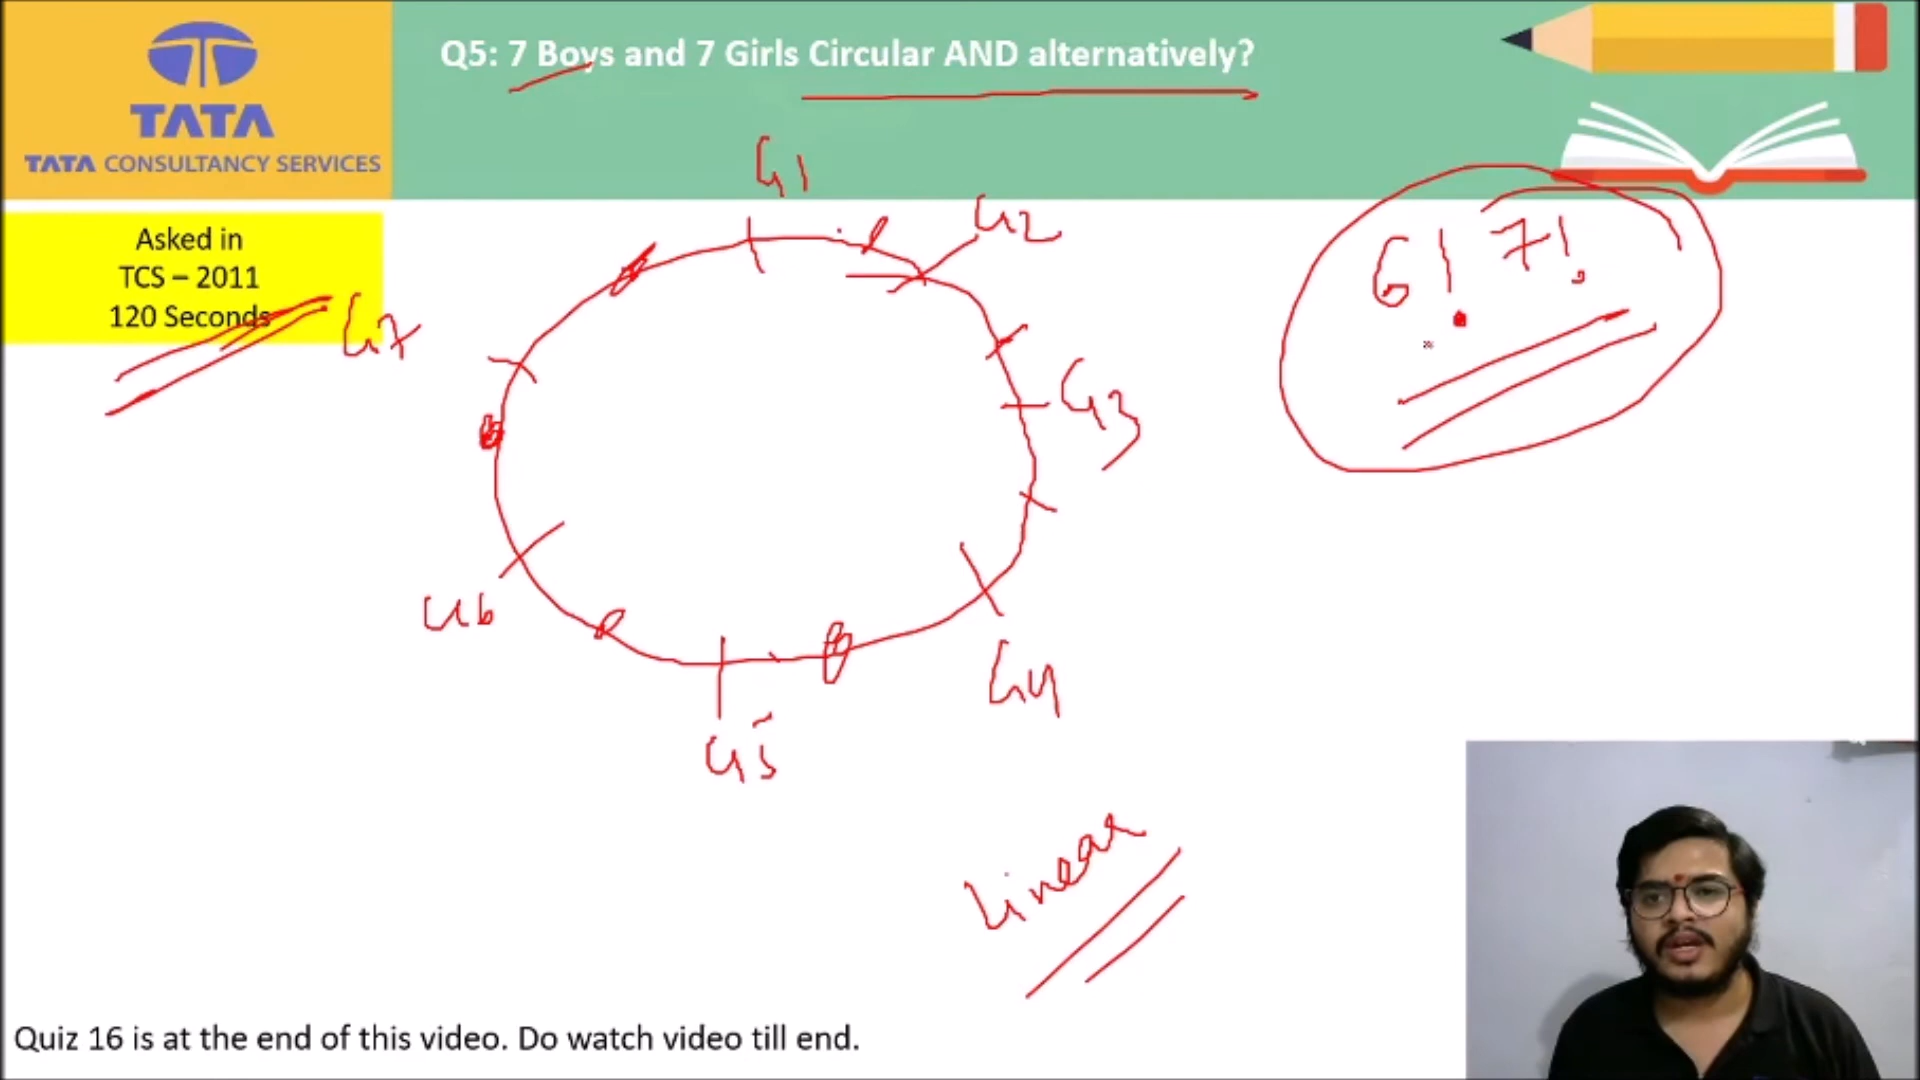 Q5: 7 Boys and 7 Girls Circular AND alternatively?
TATA
TATA CONSULTANCY SERVICES
Asked in
TCS – 2011
120 Seconds
G1
G2
G3
G4
G5
G6
G7
6! 7!
Linear
Quiz 16 is at the end of this video. Do watch video till end.